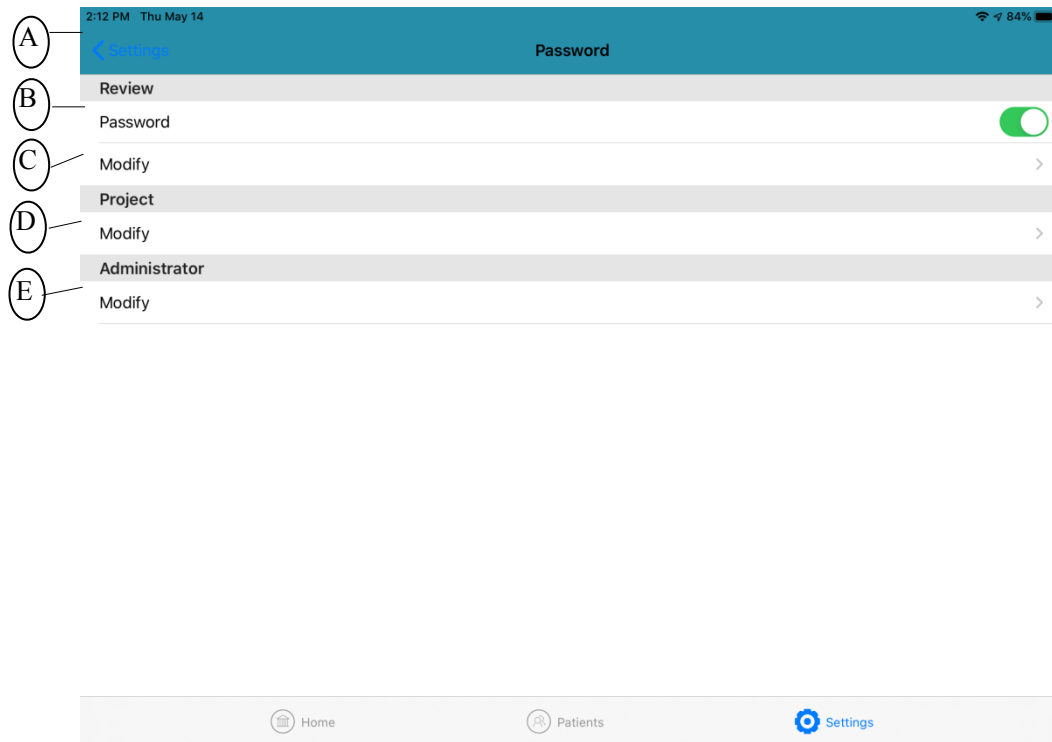 2:12 PM Thu May 14 84%
A
Settings Password
Review
B
Password
C
Modify
Project
D
Modify
Administrator
E
Modify
Home Patients Settings